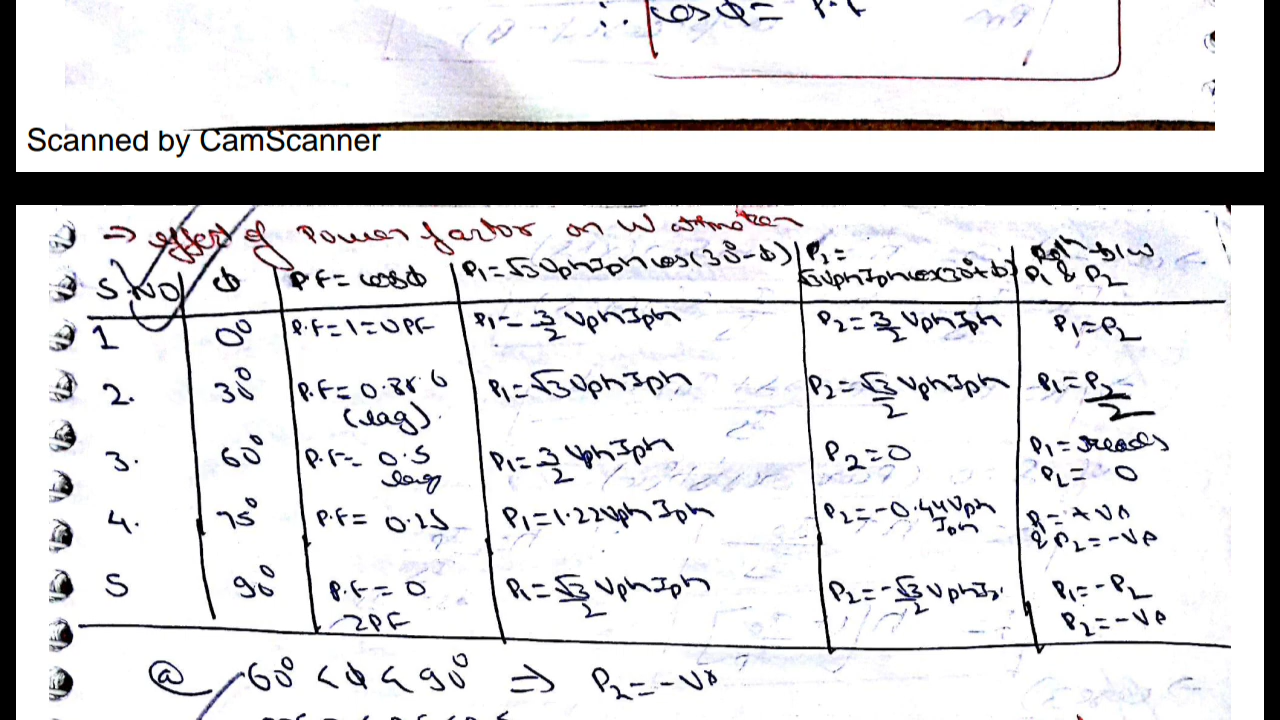 ∴ cosϕ = P.F
Scanned by CamScanner
⇒ effect of Power factor on Wattmeter
S.NO | ϕ | P.F = cosϕ | P1 = √3 Vph Iph cos(30°-ϕ) | P2 = √3 Vph Iph cos(30°+ϕ) | b/w P1 & P2
1 | 0° | P.F = 1 = UPF | P1 = 3/2 Vph Iph | P2 = 3/2 Vph Iph | P1 = P2
2. | 30° | P.F = 0.866 (lag) | P1 = √3 Vph Iph | P2 = √3/2 Vph Iph | P1 = P2/2
3. | 60° | P.F = 0.5 lag | P1 = 3/2 Vph Iph | P2 = 0 | P1 = reads P2 = 0
4. | 75° | P.F = 0.25 | P1 = 1.22 Vph Iph | P2 = -0.44 Vph Iph | P1 = +ve & P2 = -ve
5 | 90° | P.F = 0 ZPF | P1 = √3/2 Vph Iph | P2 = -√3/2 Vph Iph | P1 = -P2 P2 = -ve
@ 60° < ϕ < 90° ⇒ P2 = -ve